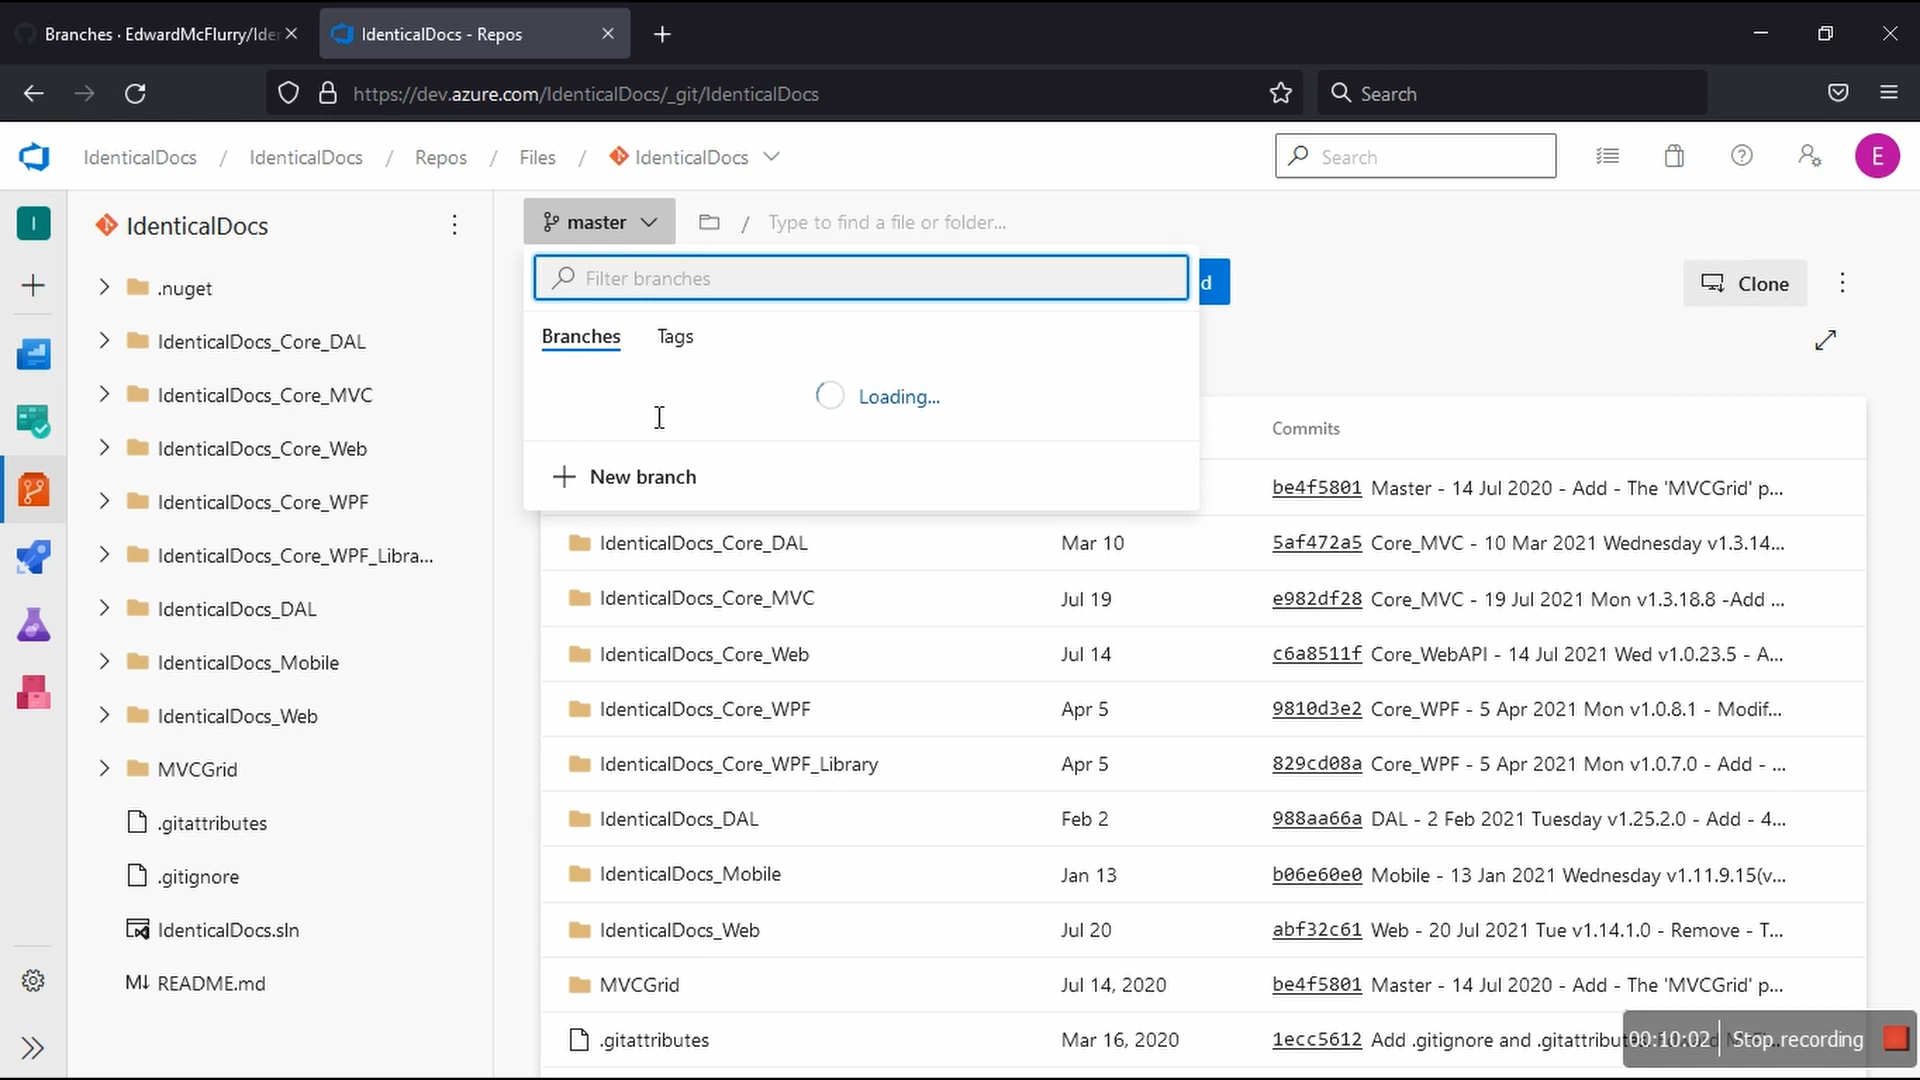 Branches · EdwardMcFlurry/Ide
IdenticalDocs - Repos
https://dev.azure.com/IdenticalDocs/_git/IdenticalDocs
Search
IdenticalDocs / IdenticalDocs / Repos / Files / IdenticalDocs
Search
E
I
IdenticalDocs
.nuget
IdenticalDocs_Core_DAL
IdenticalDocs_Core_MVC
IdenticalDocs_Core_Web
IdenticalDocs_Core_WPF
IdenticalDocs_Core_WPF_Libra...
IdenticalDocs_DAL
IdenticalDocs_Mobile
IdenticalDocs_Web
MVCGrid
.gitattributes
.gitignore
IdenticalDocs.sln
M↓ README.md
master
/ Type to find a file or folder...
Filter branches
d
Clone
Branches Tags
Loading...
New branch
Commits
be4f5801 Master - 14 Jul 2020 - Add - The 'MVCGrid' p...
IdenticalDocs_Core_DAL Mar 10 5af472a5 Core_MVC - 10 Mar 2021 Wednesday v1.3.14...
IdenticalDocs_Core_MVC Jul 19 e982df28 Core_MVC - 19 Jul 2021 Mon v1.3.18.8 -Add ...
IdenticalDocs_Core_Web Jul 14 c6a8511f Core_WebAPI - 14 Jul 2021 Wed v1.0.23.5 - A...
IdenticalDocs_Core_WPF Apr 5 9810d3e2 Core_WPF - 5 Apr 2021 Mon v1.0.8.1 - Modif...
IdenticalDocs_Core_WPF_Library Apr 5 829cd08a Core_WPF - 5 Apr 2021 Mon v1.0.7.0 - Add - ...
IdenticalDocs_DAL Feb 2 988aa66a DAL - 2 Feb 2021 Tuesday v1.25.2.0 - Add - 4...
IdenticalDocs_Mobile Jan 13 b06e60e0 Mobile - 13 Jan 2021 Wednesday v1.11.9.15(v...
IdenticalDocs_Web Jul 20 abf32c61 Web - 20 Jul 2021 Tue v1.14.1.0 - Remove - T...
MVCGrid Jul 14, 2020 be4f5801 Master - 14 Jul 2020 - Add - The 'MVCGrid' p...
.gitattributes Mar 16, 2020 1ecc5612 Add .gitignore and .gitattribut
00:10:02 Stop recording